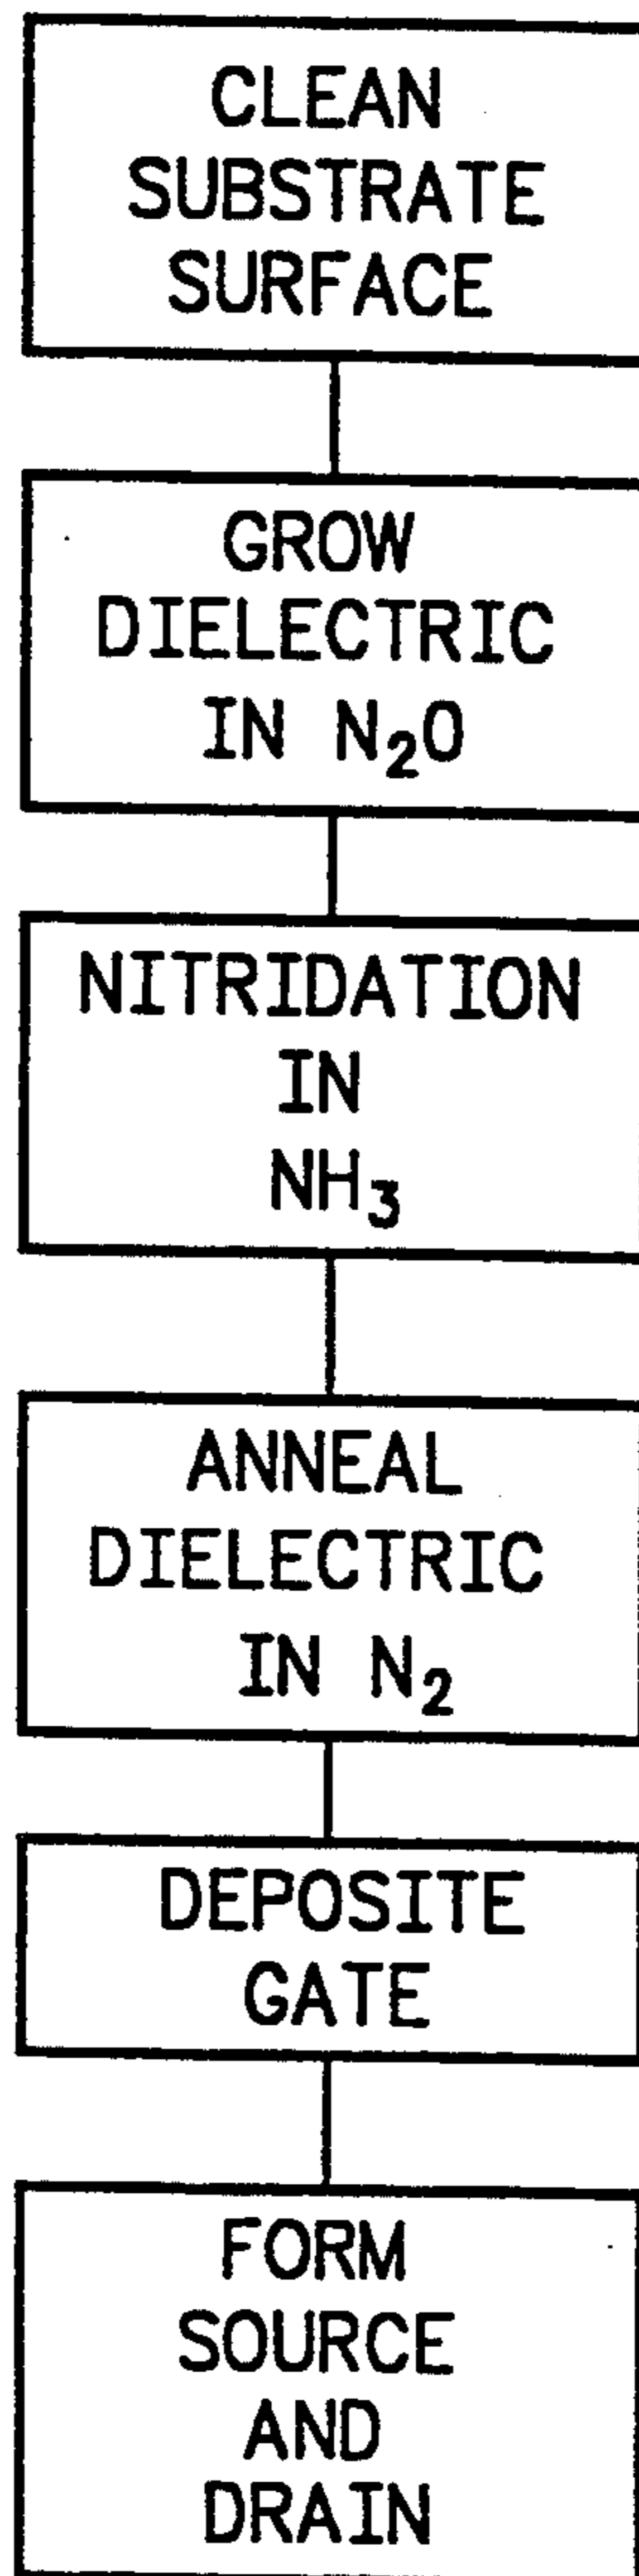 CLEAN
SUBSTRATE
SURFACE
GROW
DIELECTRIC
IN N₂O
NITRIDATION
IN
NH₃
ANNEAL
DIELECTRIC
IN N₂
DEPOSITE
GATE
FORM
SOURCE
AND
DRAIN